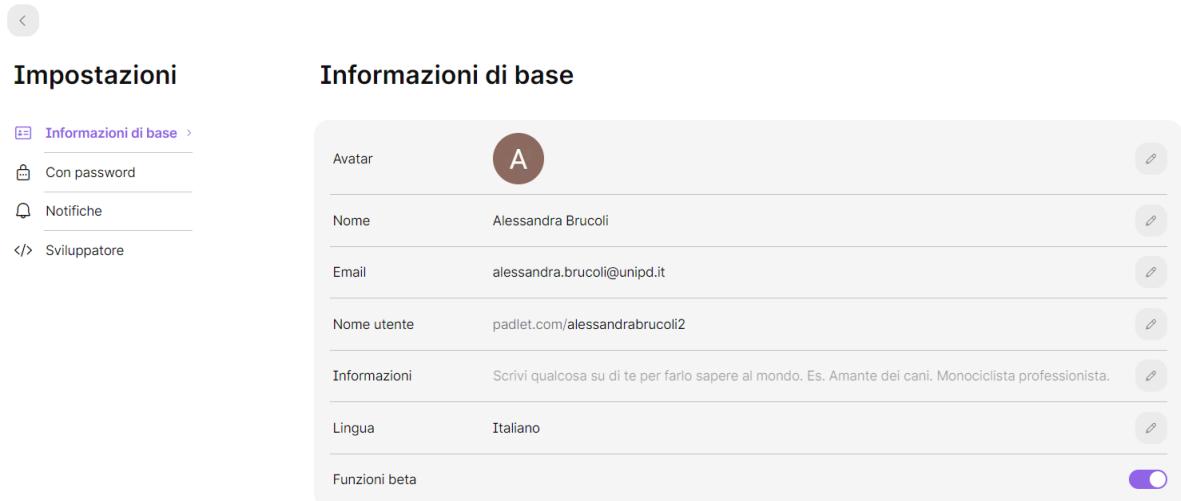 Impostazioni
Informazioni di base
Con password
Notifiche
Sviluppatore
Informazioni di base
Avatar
A
Nome
Alessandra Brucoli
Email
alessandra.brucoli@unipd.it
Nome utente
padlet.com/alessandrabrucoli2
Informazioni
Scrivi qualcosa su di te per farlo sapere al mondo. Es. Amante dei cani. Monociclista professionista.
Lingua
Italiano
Funzioni beta